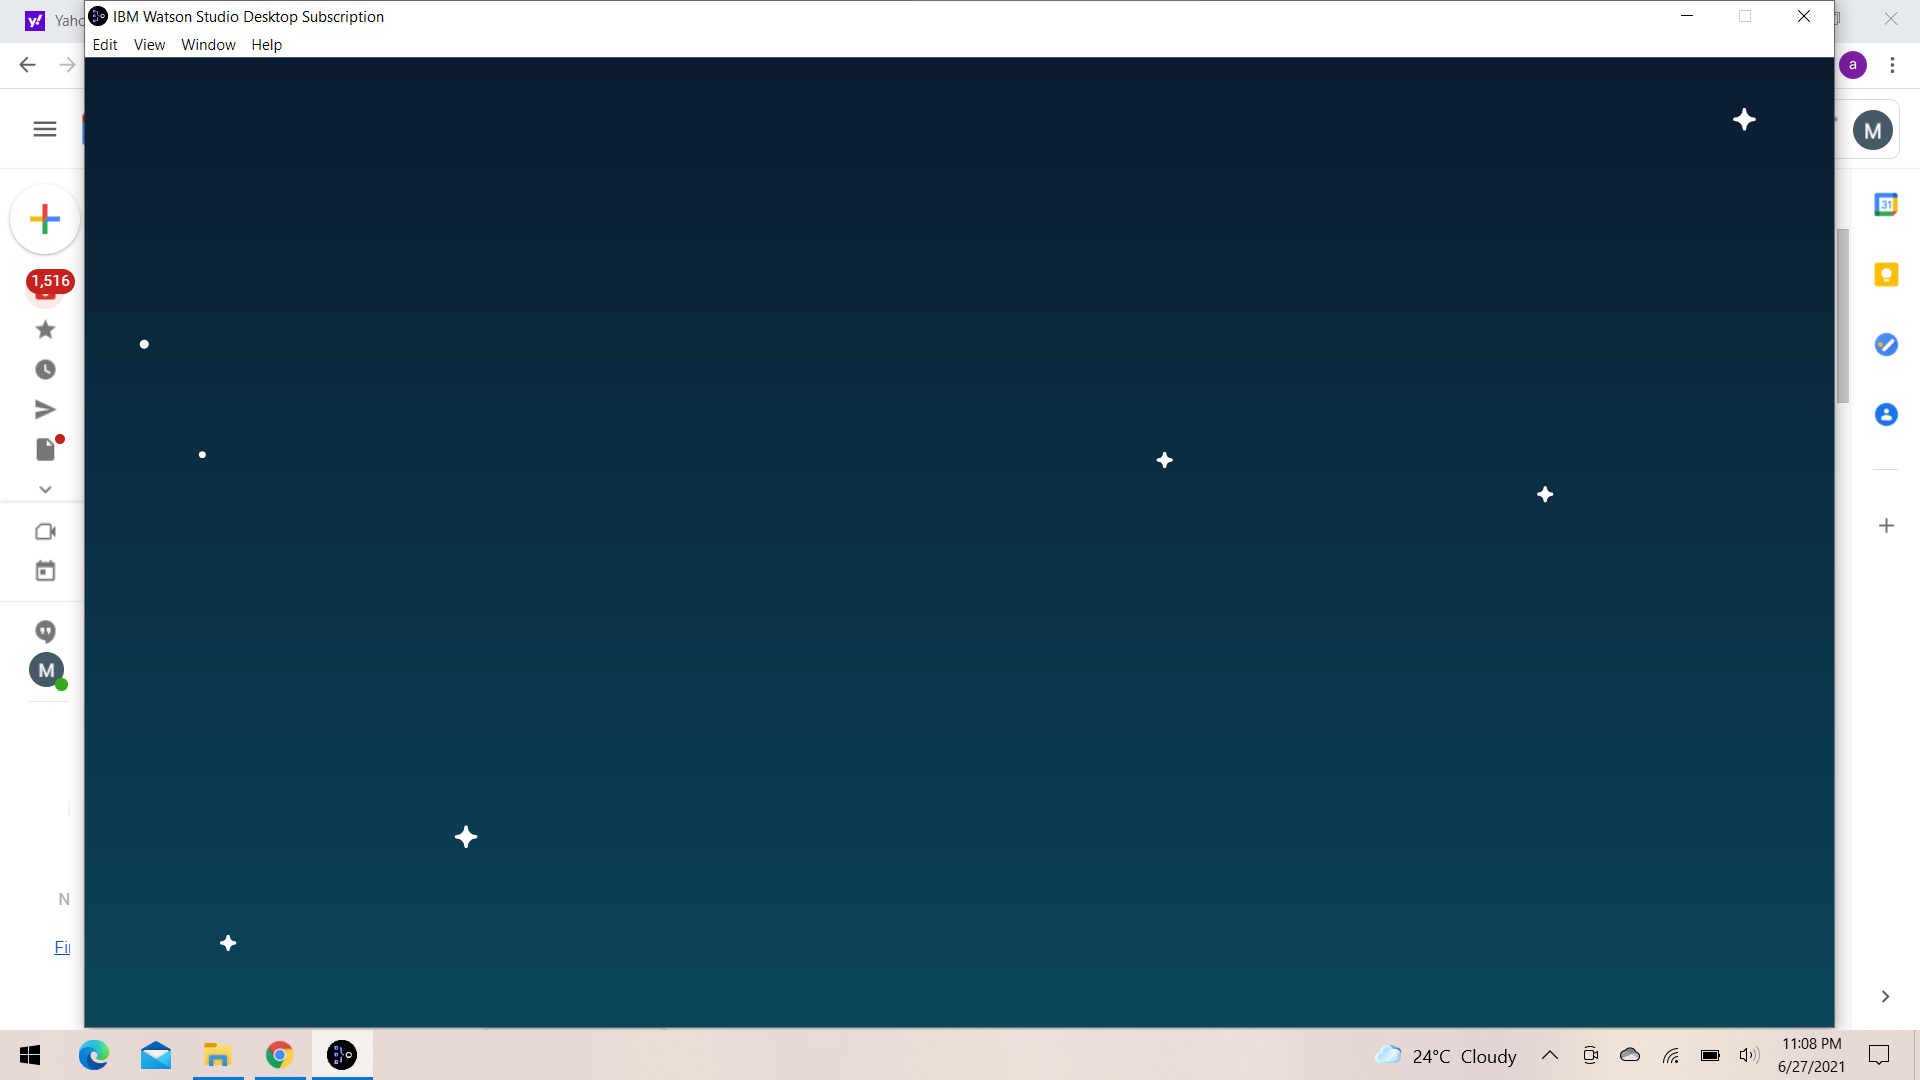 Yaho
IBM Watson Studio Desktop Subscription
Edit View Window Help
a
M
31
1,516
M
N
Fi
24°C Cloudy
11:08 PM
6/27/2021